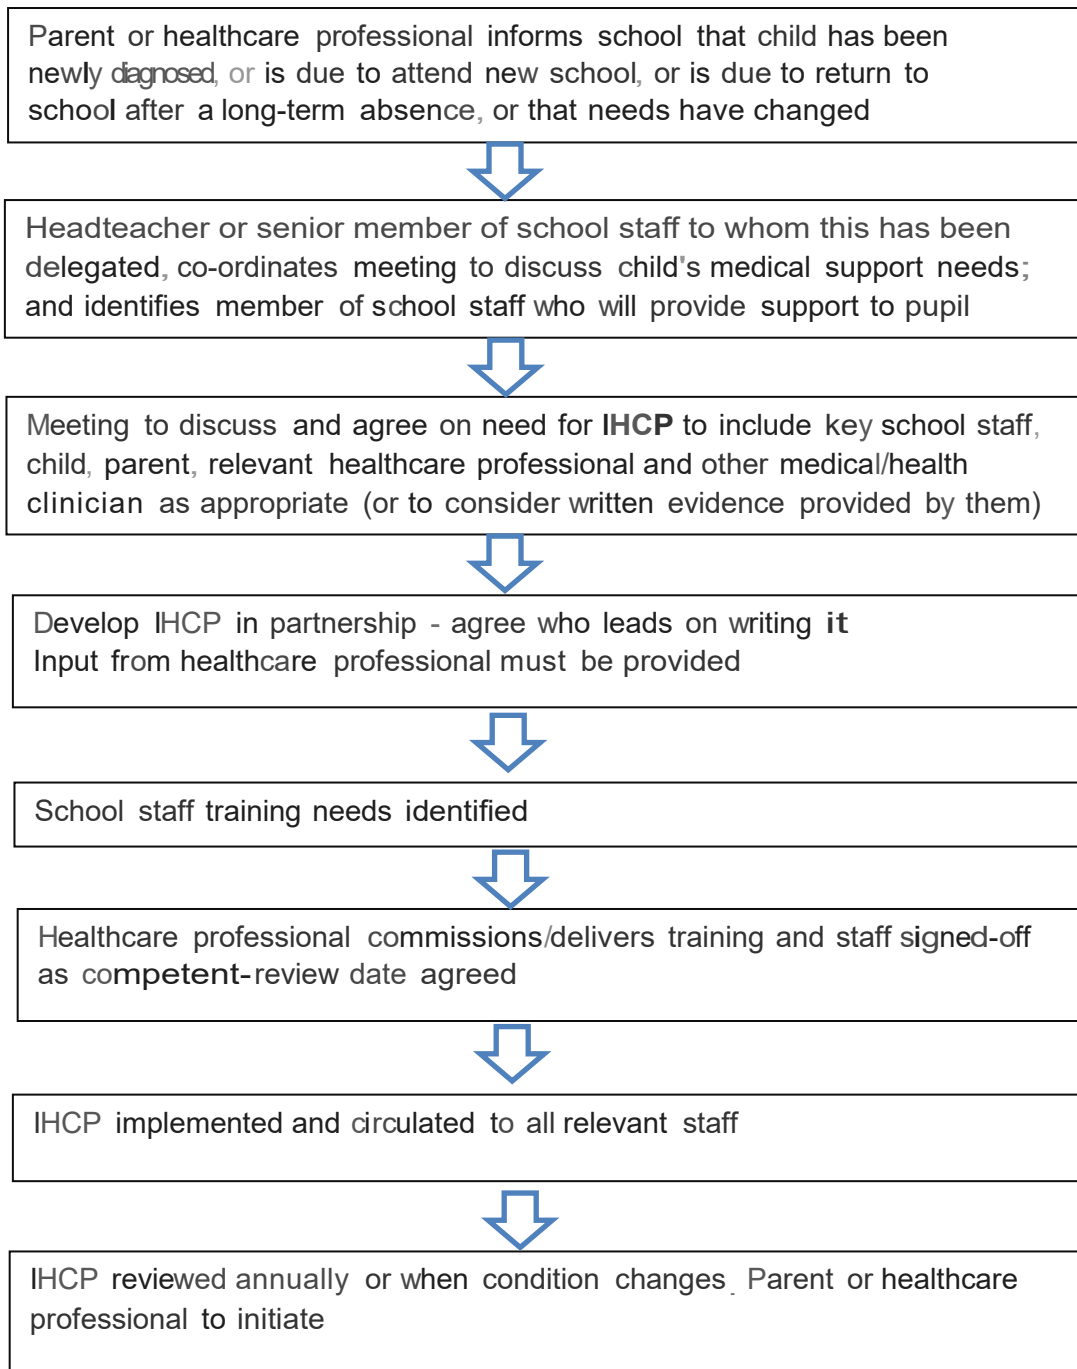 Parent or healthcare professional informs school that child has been
newly diagnosed, or is due to attend new school, or is due to return to
school after a long-term absence, or that needs have changed
Headteacher or senior member of school staff to whom this has been
delegated, co-ordinates meeting to discuss child's medical support needs;
and identifies member of school staff who will provide support to pupil
Meeting to discuss and agree on need for IHCP to include key school staff,
child, parent, relevant healthcare professional and other medical/health
clinician as appropriate (or to consider written evidence provided by them)
Develop IHCP in partnership - agree who leads on writing it
Input from healthcare professional must be provided
School staff training needs identified
Healthcare professional commissions/delivers training and staff signed-off
as competent-review date agreed
IHCP implemented and circulated to all relevant staff
IHCP reviewed annually or when condition changes. Parent or healthcare
professional to initiate